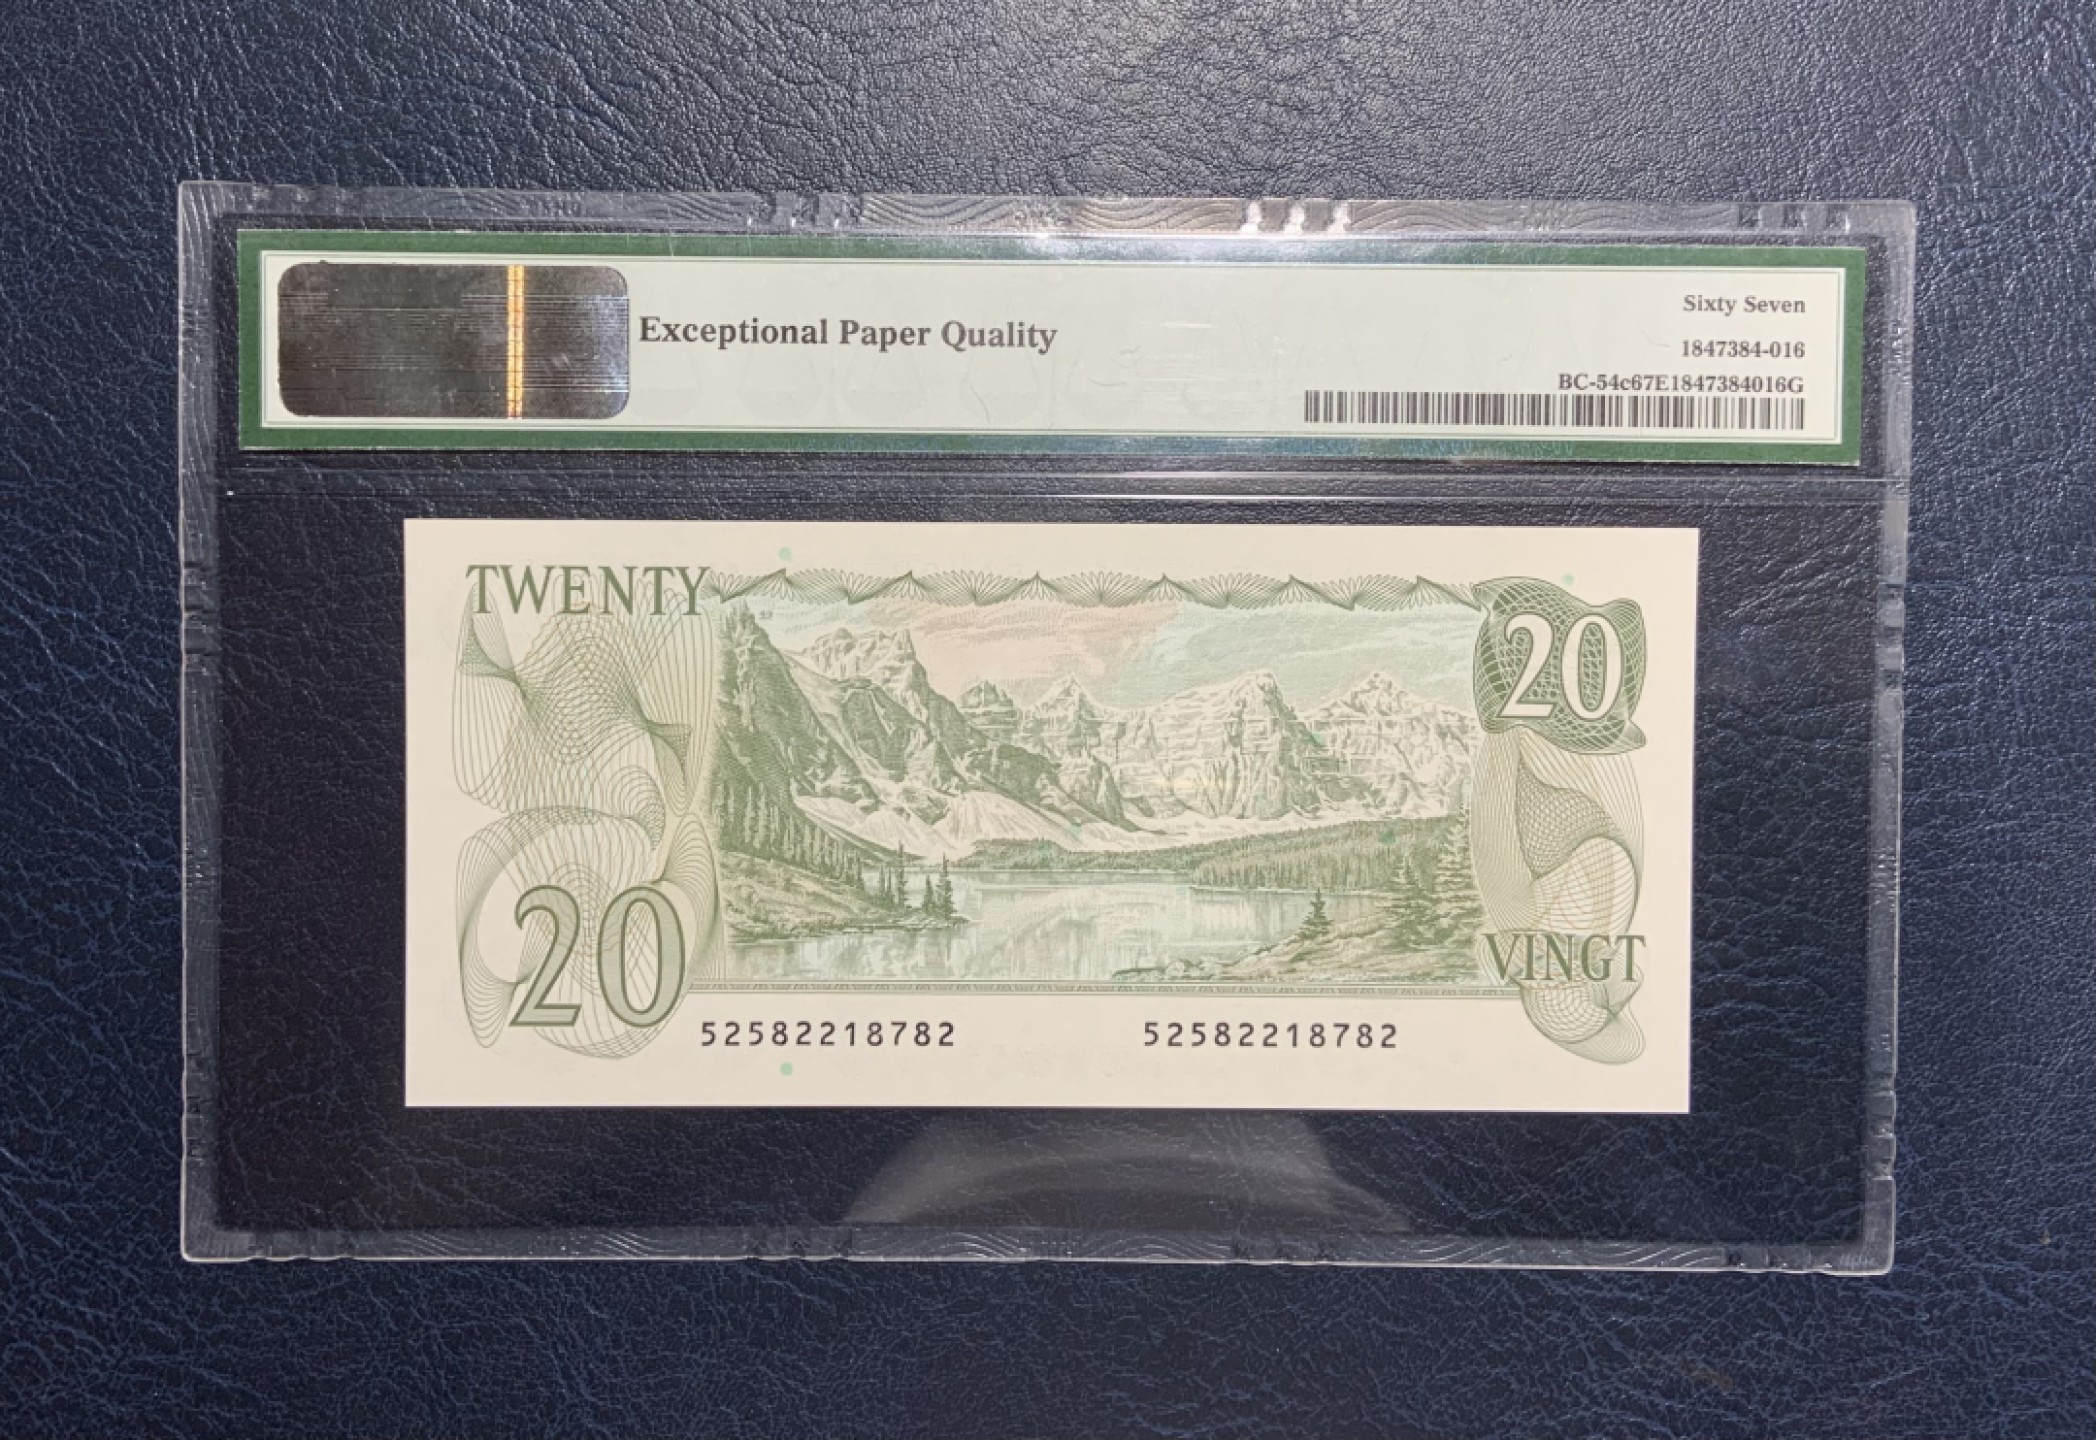 Exceptional Paper Quality
Sixty Seven
1847384-016
BC-54c67E1847384016G
TWENTY
20
20
VINGT
52582218782 52582218782